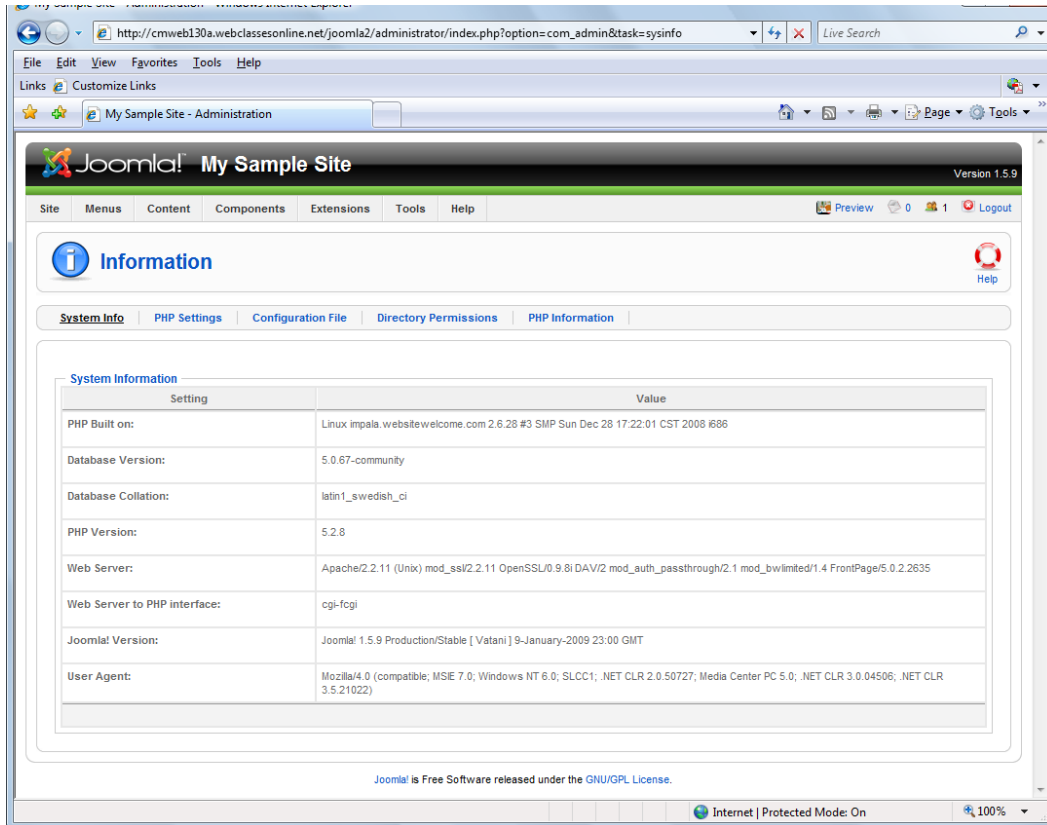 My Sample Site - Administration - Windows Internet Explorer
http://cmweb130a.webclassesonline.net/joomla2/administrator/index.php?option=com_admin&task=sysinfo
Live Search
File Edit View Favorites Tools Help
Links Customize Links
My Sample Site - Administration
Page Tools
Joomla! My Sample Site
Version 1.5.9
Site Menus Content Components Extensions Tools Help Preview 0 1 Logout
Information
Help
System Info PHP Settings Configuration File Directory Permissions PHP Information
System Information
Setting Value
PHP Built on: Linux impala.websitewelcome.com 2.6.28 #3 SMP Sun Dec 28 17:22:01 CST 2008 i686
Database Version: 5.0.67-community
Database Collation: latin1_swedish_ci
PHP Version: 5.2.8
Web Server: Apache/2.2.11 (Unix) mod_ssl/2.2.11 OpenSSL/0.9.8i DAV/2 mod_auth_passthrough/2.1 mod_bwlimited/1.4 FrontPage/5.0.2.2635
Web Server to PHP interface: cgi-fcgi
Joomla! Version: Joomla! 1.5.9 Production/Stable [ Vatani ] 9-January-2009 23:00 GMT
User Agent: Mozilla/4.0 (compatible; MSIE 7.0; Windows NT 6.0; SLCC1; .NET CLR 2.0.50727; Media Center PC 5.0; .NET CLR 3.0.04506; .NET CLR
3.5.21022)
Joomla! is Free Software released under the GNU/GPL License.
Internet | Protected Mode: On 100%